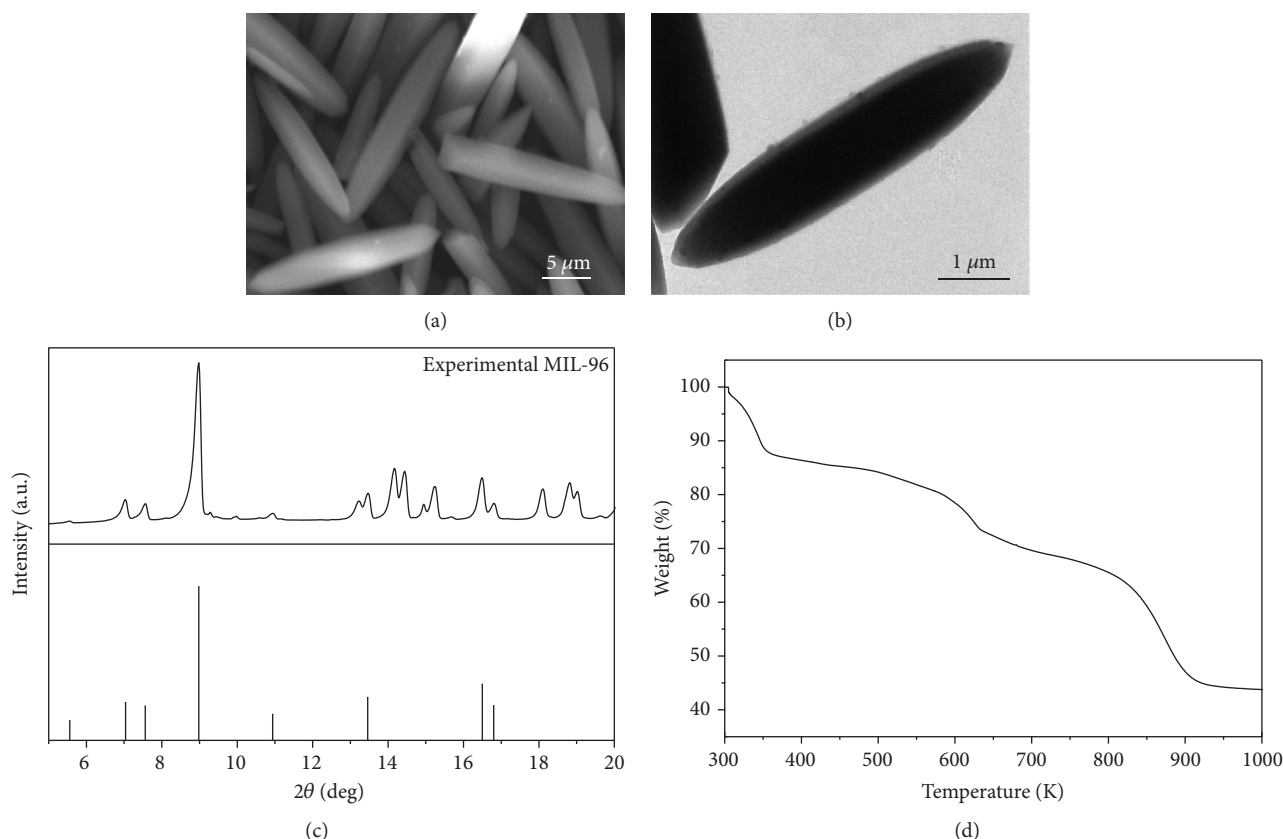 5 μm
1 μm
(a)
(b)
Experimental MIL-96
Intensity (a.u.)
6 8 10 12 14 16 18 20
2θ (deg)
(c)
100
90
80
70
60
50
40
Weight (%)
300 400 500 600 700 800 900 1000
Temperature (K)
(d)